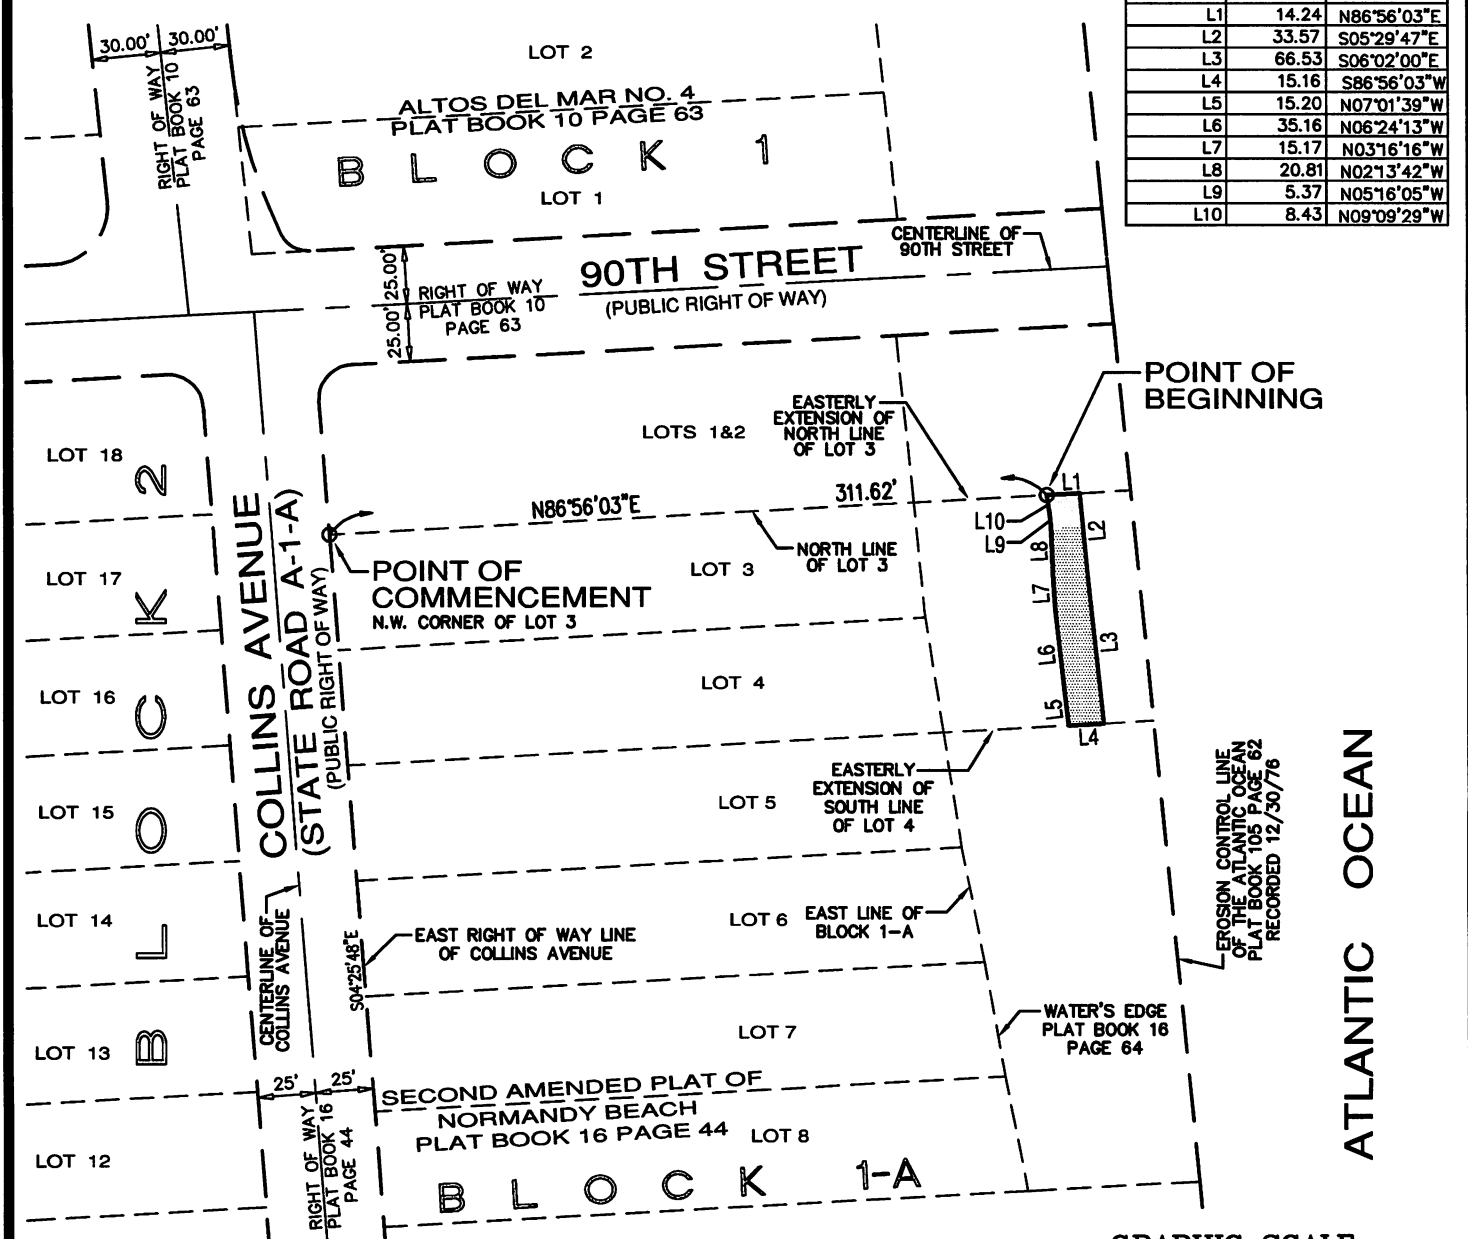 L1 14.24 N86°56'03"E
L2 33.57 S05°29'47"E
L3 66.53 S06°02'00"E
L4 15.16 S86°56'03"W
L5 15.20 N07°01'39"W
L6 35.16 N06°24'13"W
L7 15.17 N03°16'16"W
L8 20.81 N02°13'42"W
L9 5.37 N05°16'05"W
L10 8.43 N09°09'29"W
30.00' 30.00'
RIGHT OF WAY
PLAT BOOK 10
PAGE 63
LOT 2
ALTOS DEL MAR NO. 4
PLAT BOOK 10 PAGE 63
BLOCK 1
LOT 1
CENTERLINE OF
90TH STREET
90TH STREET
(PUBLIC RIGHT OF WAY)
25.00'
25.00'
RIGHT OF WAY
PLAT BOOK 10
PAGE 63
POINT OF
BEGINNING
EASTERLY
EXTENSION OF
NORTH LINE
OF LOT 3
LOTS 1&2
N86°56'03"E
311.62'
NORTH LINE
OF LOT 3
POINT OF
COMMENCEMENT
N.W. CORNER OF LOT 3
L1
L2
L3
L4
L5
L6
L7
L8
L9
L10
LOT 3
LOT 4
LOT 5
LOT 6
LOT 7
LOT 8
EASTERLY
EXTENSION OF
SOUTH LINE
OF LOT 4
EAST LINE OF
BLOCK 1-A
WATER'S EDGE
PLAT BOOK 16
PAGE 64
EROSION CONTROL LINE
OF THE ATLANTIC OCEAN
PLAT BOOK 105 PAGE 62
RECORDED 12/30/76
ATLANTIC OCEAN
LOT 18
LOT 17
LOT 16
LOT 15
LOT 14
LOT 13
LOT 12
BLOCK 2
COLLINS AVENUE
(STATE ROAD A-1-A)
(PUBLIC RIGHT OF WAY)
CENTERLINE OF
COLLINS AVENUE
S04°25'48"E
EAST RIGHT OF WAY LINE
OF COLLINS AVENUE
25' 25'
RIGHT OF WAY
PLAT BOOK 16
PAGE 44
SECOND AMENDED PLAT OF
NORMANDY BEACH
PLAT BOOK 16 PAGE 44
BLOCK 1-A
GRAPHIC SCALE